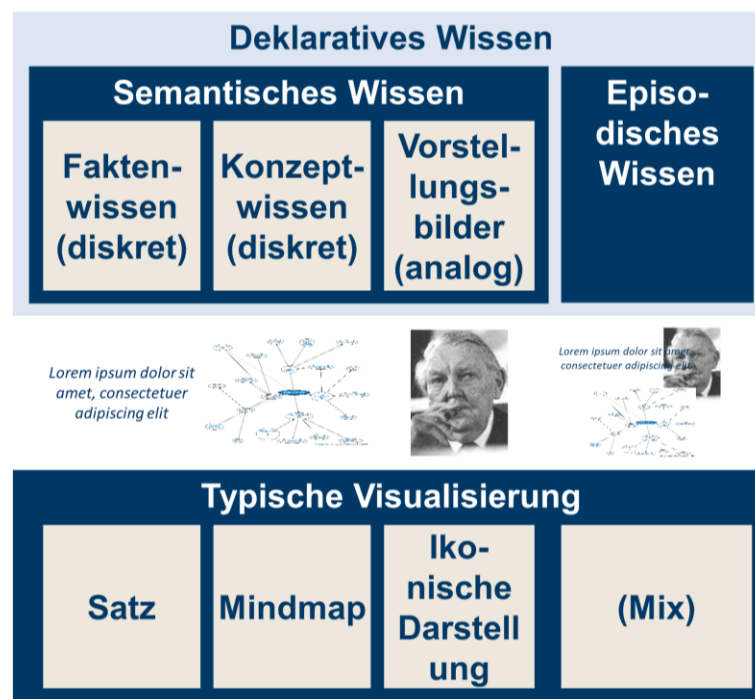 Deklaratives Wissen
Semantisches Wissen
Fakten-
wissen
(diskret)
Konzept-
wissen
(diskret)
Vorstel-
lungs-
bilder
(analog)
Episo-
disches
Wissen
Lorem ipsum dolor sit
amet, consectetuer
adipiscing elit
Lorem ipsum dolor sit amet,
consectetuer adipiscing elit
Typische Visualisierung
Satz
Mindmap
Iko-
nische
Darstell
ung
(Mix)